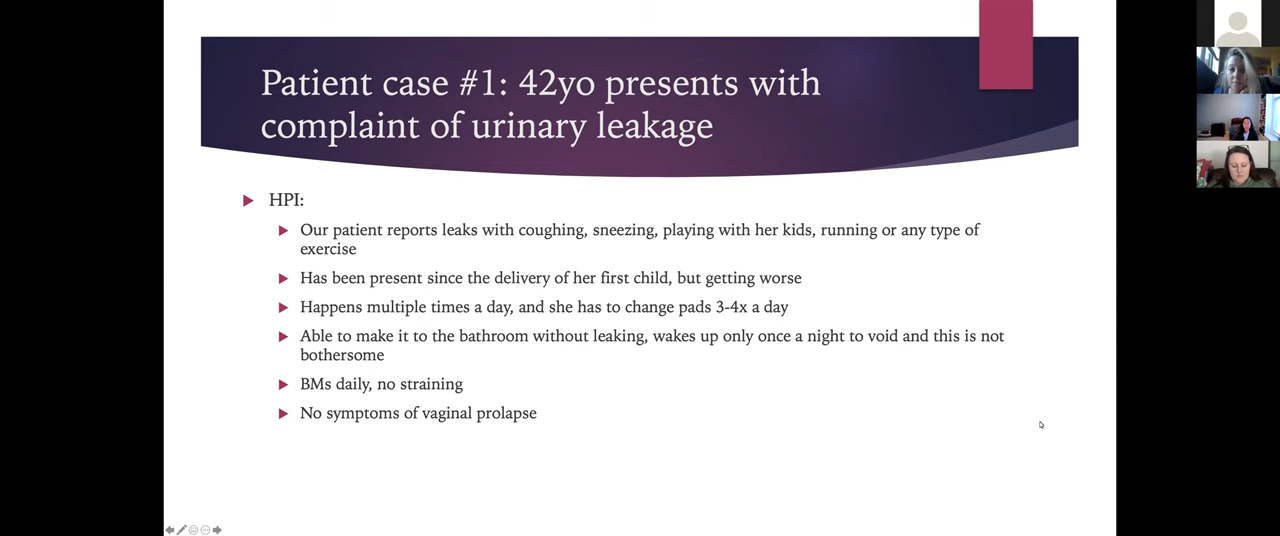 Patient case #1: 42yo presents with
complaint of urinary leakage
HPI:
Our patient reports leaks with coughing, sneezing, playing with her kids, running or any type of
exercise
Has been present since the delivery of her first child, but getting worse
Happens multiple times a day, and she has to change pads 3-4x a day
Able to make it to the bathroom without leaking, wakes up only once a night to void and this is not
bothersome
BMs daily, no straining
No symptoms of vaginal prolapse